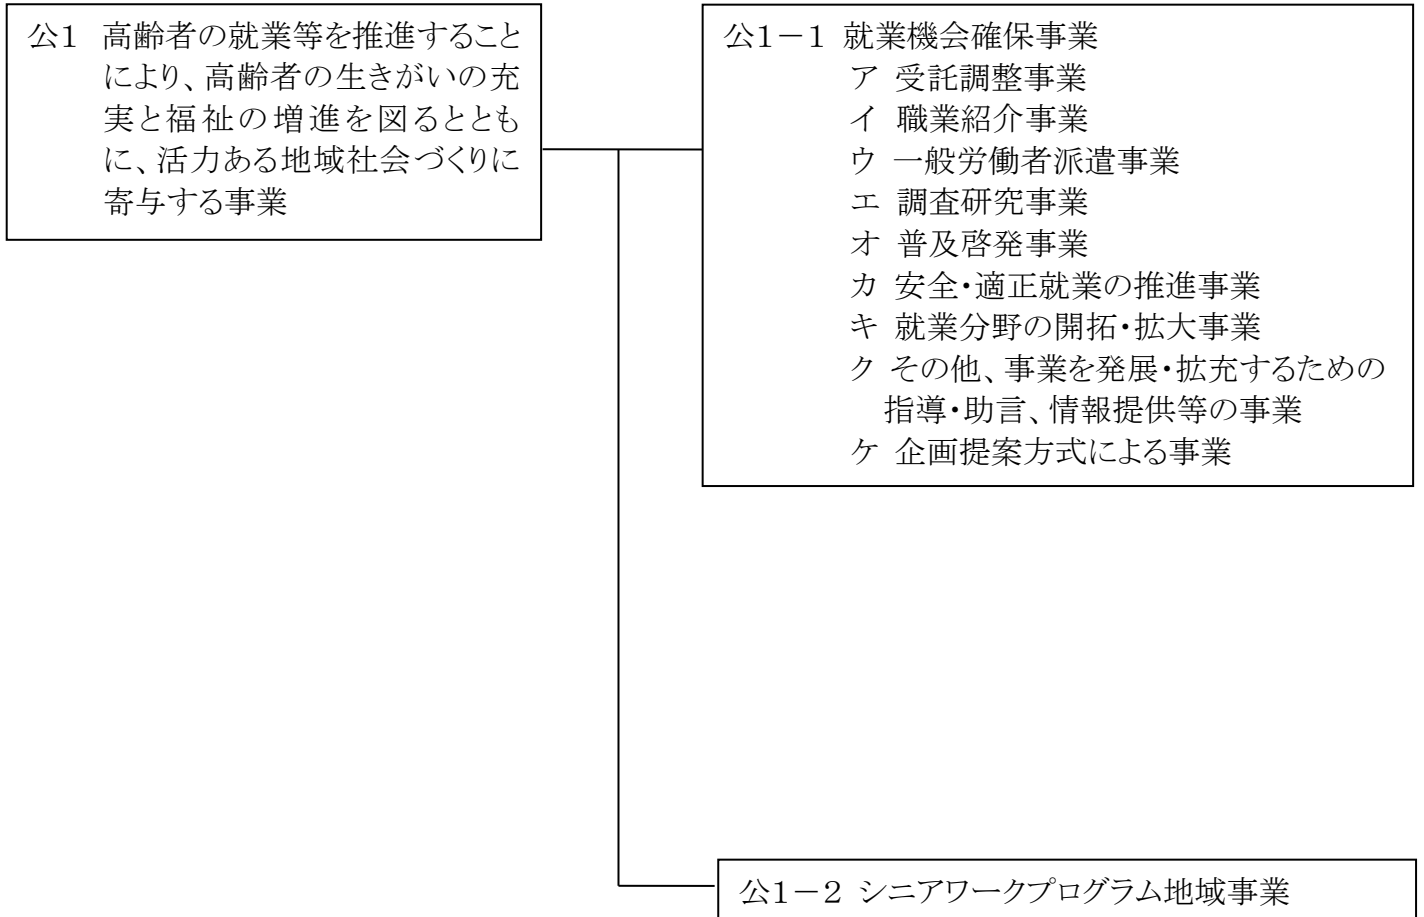 公1 高齢者の就業等を推進すること
により、高齢者の生きがいの充
実と福祉の増進を図るととも
に、活力ある地域社会づくりに
寄与する事業
公1-1 就業機会確保事業
ア 受託調整事業
イ 職業紹介事業
ウ 一般労働者派遣事業
エ 調査研究事業
オ 普及啓発事業
カ 安全・適正就業の推進事業
キ 就業分野の開拓・拡大事業
ク その他、事業を発展・拡充するための
指導・助言、情報提供等の事業
ケ 企画提案方式による事業
公1-2 シニアワークプログラム地域事業